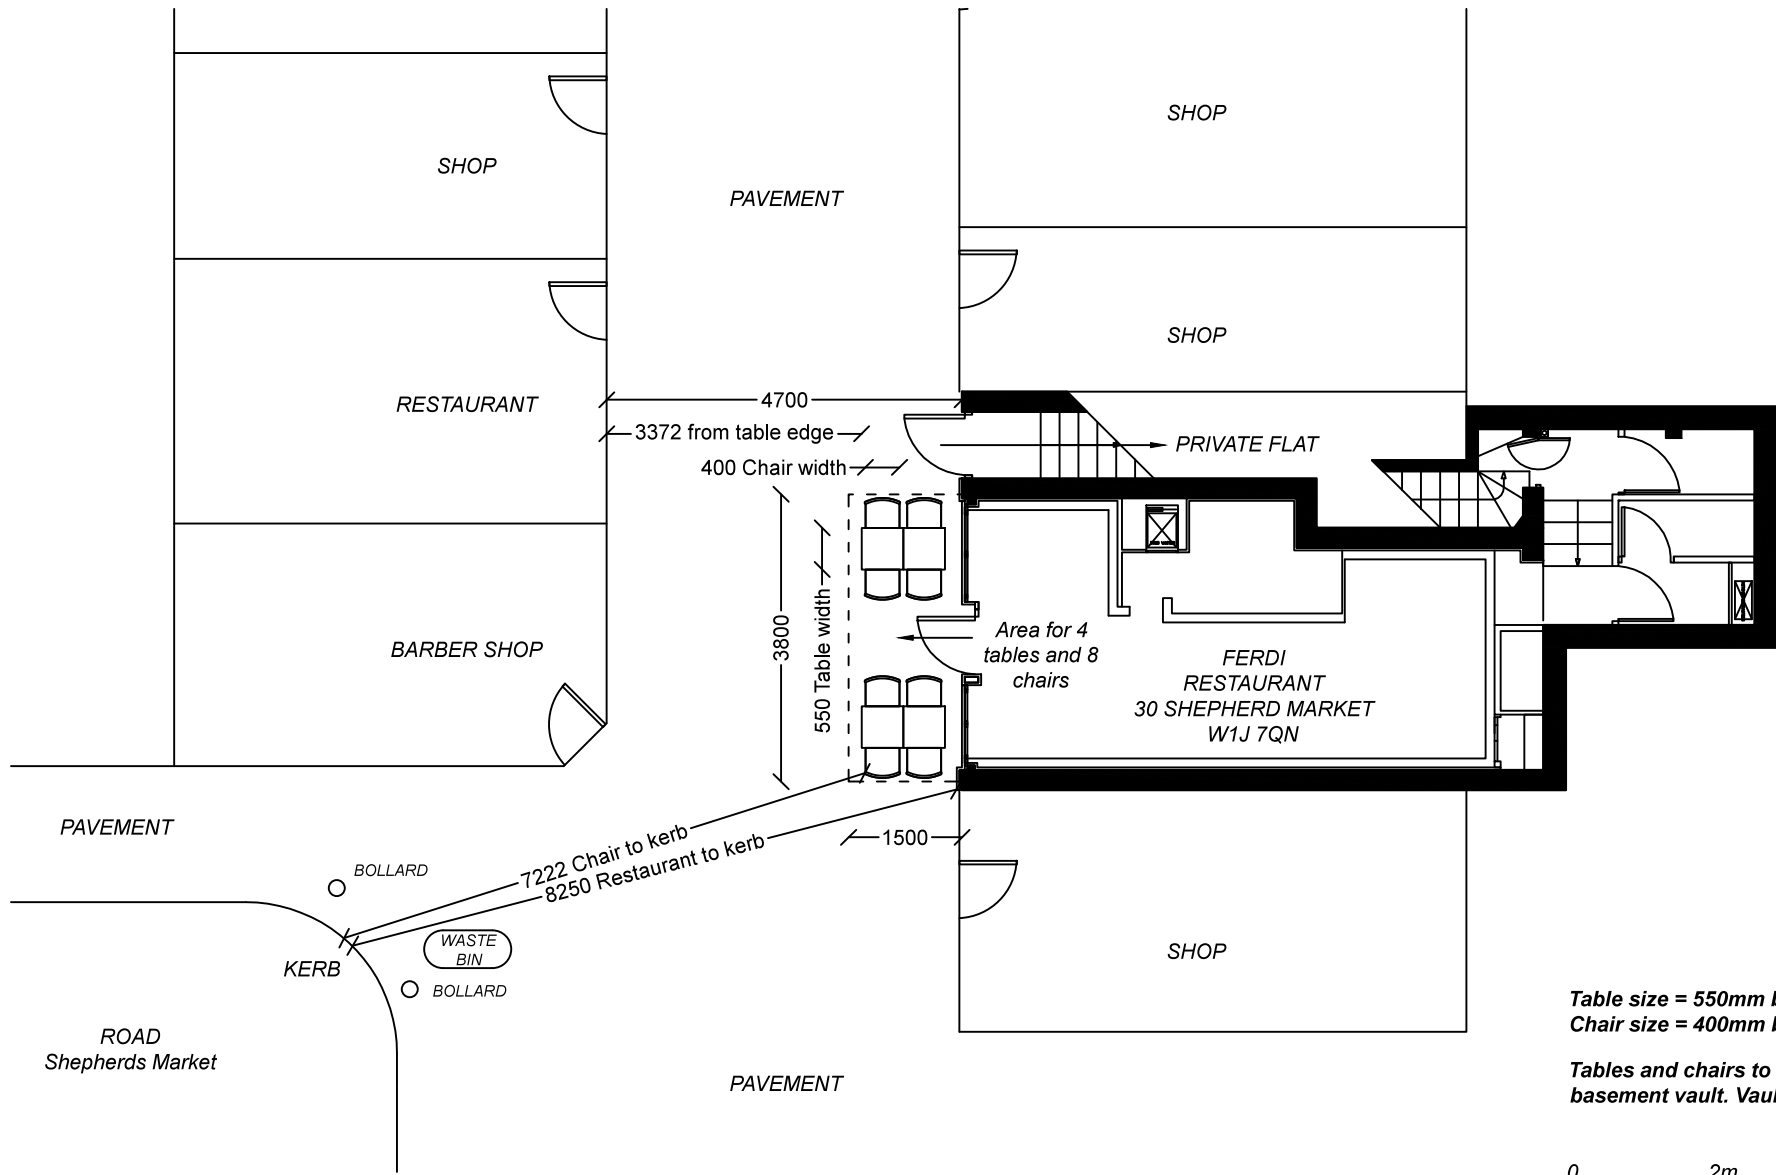 SHOP
SHOP
PAVEMENT
SHOP
RESTAURANT
4700
3372 from table edge
400 Chair width
PRIVATE FLAT
3800
550 Table width
Area for 4
tables and 8
chairs
FERDI
RESTAURANT
30 SHEPHERD MARKET
W1J 7QN
BARBER SHOP
PAVEMENT
BOLLARD
7222 Chair to kerb
8250 Restaurant to kerb
1500
WASTE
BIN
KERB
BOLLARD
SHOP
ROAD
Shepherds Market
PAVEMENT
Table size = 550mm
Chair size = 400mm
Tables and chairs to
basement vault.
0 2m